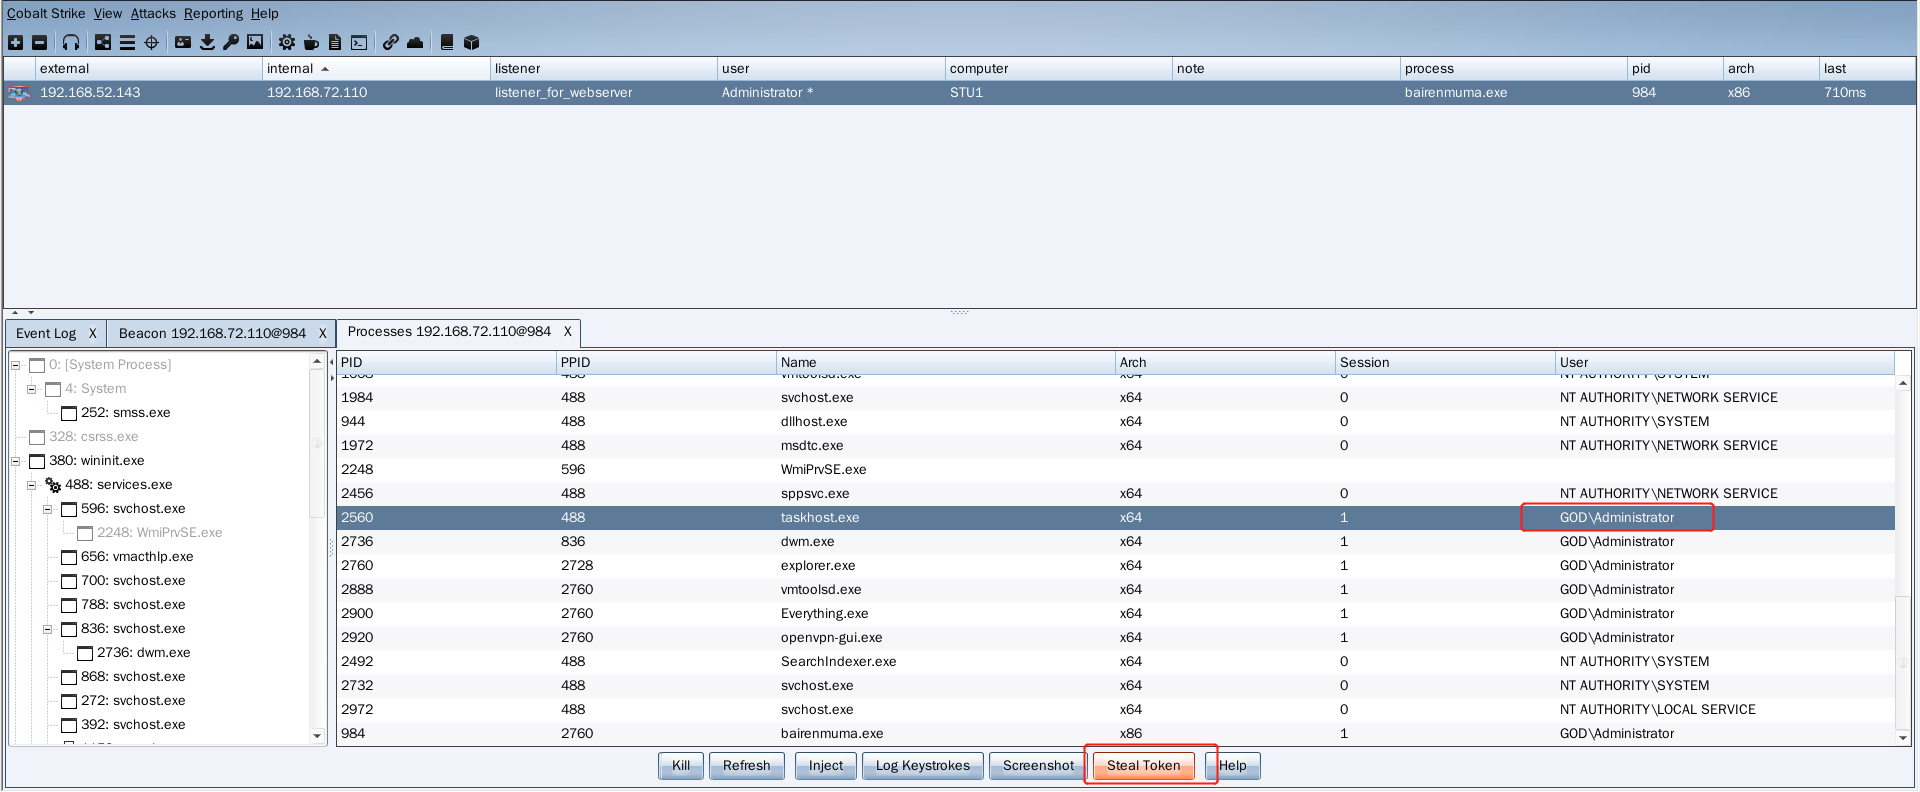 Cobalt Strike View Attacks Reporting Help
external internal listener user computer note process pid arch last
192.168.52.143 192.168.72.110 listener_for_webserver Administrator * STU1 bairenmuma.exe 984 x86 710ms
Event Log X Beacon 192.168.72.110@984 X Processes 192.168.72.110@984 X
0: [System Process]
4: System
252: smss.exe
328: csrss.exe
380: wininit.exe
488: services.exe
596: svchost.exe
2248: WmiPrvSE.exe
656: vmacthlp.exe
700: svchost.exe
788: svchost.exe
836: svchost.exe
2736: dwm.exe
868: svchost.exe
272: svchost.exe
392: svchost.exe
PID PPID Name Arch Session User
488 vmtoolsd.exe x64 0 NT AUTHORITY\SYSTEM
1984 488 svchost.exe x64 0 NT AUTHORITY\NETWORK SERVICE
944 488 dllhost.exe x64 0 NT AUTHORITY\SYSTEM
1972 488 msdtc.exe x64 0 NT AUTHORITY\NETWORK SERVICE
2248 596 WmiPrvSE.exe
2456 488 sppsvc.exe x64 0 NT AUTHORITY\NETWORK SERVICE
2560 488 taskhost.exe x64 1 GOD\Administrator
2736 836 dwm.exe x64 1 GOD\Administrator
2760 2728 explorer.exe x64 1 GOD\Administrator
2888 2760 vmtoolsd.exe x64 1 GOD\Administrator
2900 2760 Everything.exe x64 1 GOD\Administrator
2920 2760 openvpn-gui.exe x64 1 GOD\Administrator
2492 488 SearchIndexer.exe x64 0 NT AUTHORITY\SYSTEM
2732 488 svchost.exe x64 0 NT AUTHORITY\SYSTEM
2972 488 svchost.exe x64 0 NT AUTHORITY\LOCAL SERVICE
984 2760 bairenmuma.exe x86 1 GOD\Administrator
Kill Refresh Inject Log Keystrokes Screenshot Steal Token Help